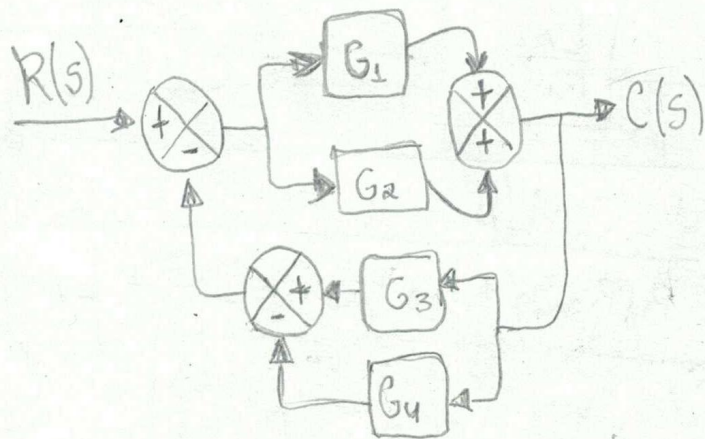 R(s)
G1
C(s)
G2
G3
G4
+
-
+
+
+
-